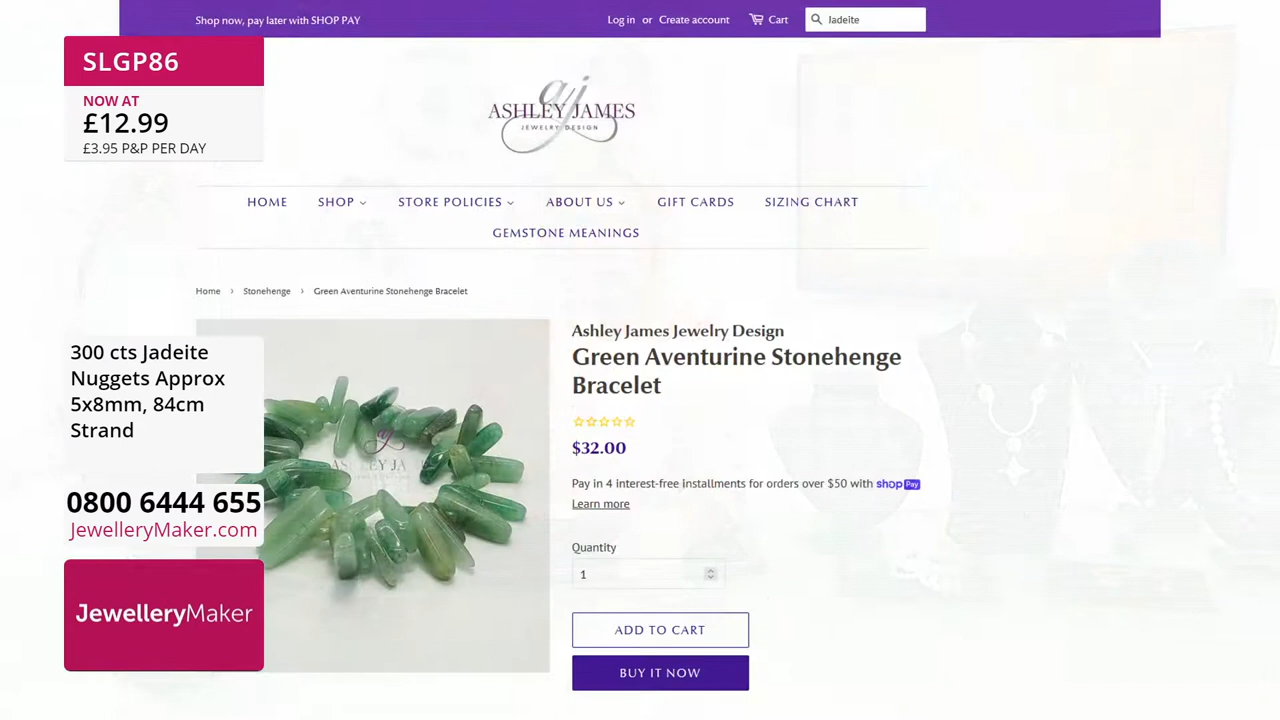 Shop now, pay later with SHOP PAY
Log in or Create account
Cart
Jadeite
SLGP86
NOW AT
£12.99
£3.95 P&P PER DAY
aj
ASHLEY JAMES
JEWELRY DESIGN
HOME
SHOP
STORE POLICIES
ABOUT US
GIFT CARDS
SIZING CHART
GEMSTONE MEANINGS
Home › Stonehenge › Green Aventurine Stonehenge Bracelet
300 cts Jadeite
Nuggets Approx
5x8mm, 84cm
Strand
0800 6444 655
JewelleryMaker.com
JewelleryMaker
aj
ASHLEY JA
Ashley James Jewelry Design
Green Aventurine Stonehenge
Bracelet
$32.00
Pay in 4 interest-free installments for orders over $50 with shop Pay
Learn more
Quantity
1
ADD TO CART
BUY IT NOW